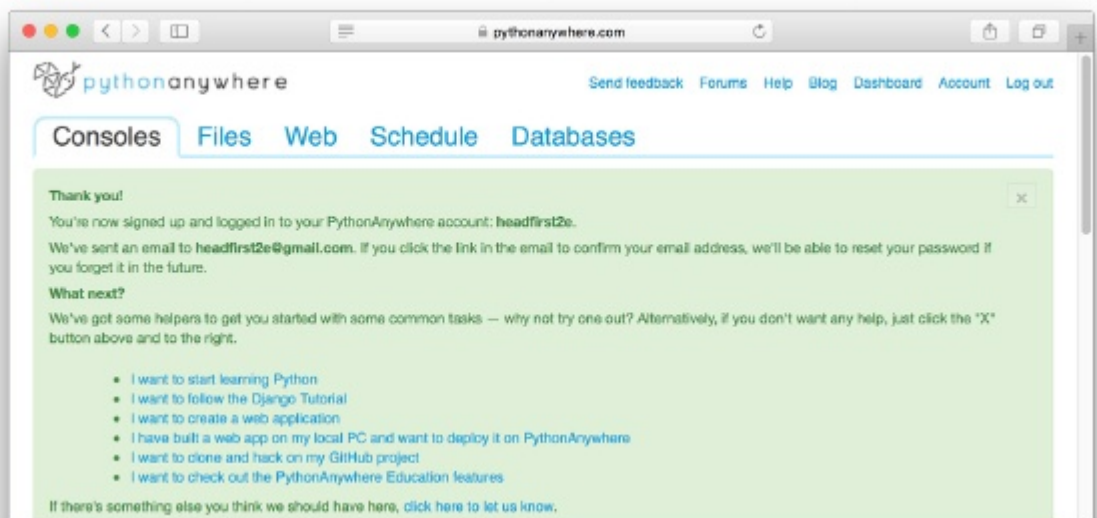 pythonanywhere.com
pythonanywhere
Send feedback Forums Help Blog Dashboard Account Log out
Consoles Files Web Schedule Databases
Thank you!
You're now signed up and logged in to your PythonAnywhere account: headfirst2e.
We've sent an email to headfirst2e@gmail.com. If you click the link in the email to confirm your email address, we'll be able to reset your password if
you forget it in the future.
What next?
We've got some helpers to get you started with some common tasks — why not try one out? Alternatively, if you don't want any help, just click the "X"
button above and to the right.
• I want to start learning Python
• I want to follow the Django Tutorial
• I want to create a web application
• I have built a web app on my local PC and want to deploy it on PythonAnywhere
• I want to clone and hack on my GitHub project
• I want to check out the PythonAnywhere Education features
If there's something else you think we should have here, click here to let us know.